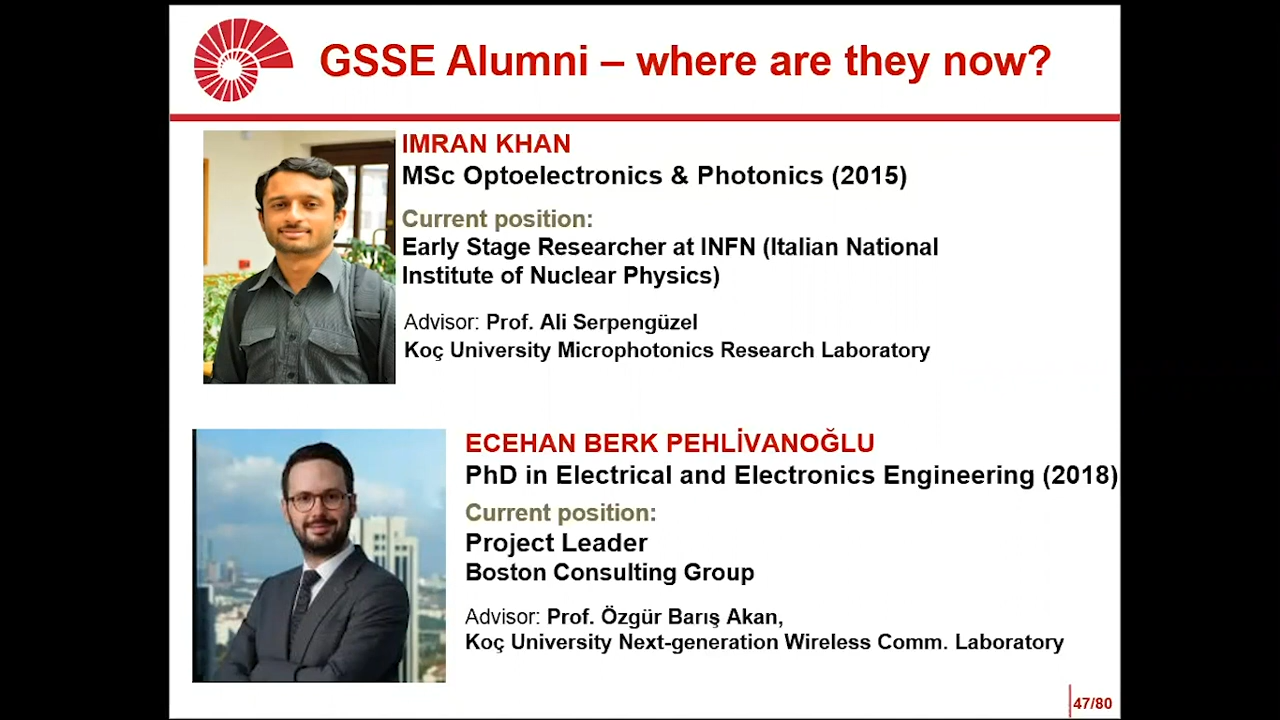 GSSE Alumni – where are they now?
IMRAN KHAN
MSc Optoelectronics & Photonics (2015)
Current position:
Early Stage Researcher at INFN (Italian National
Institute of Nuclear Physics)
Advisor: Prof. Ali Serpengüzel
Koç University Microphotonics Research Laboratory
ECEHAN BERK PEHLİVANOĞLU
PhD in Electrical and Electronics Engineering (2018)
Current position:
Project Leader
Boston Consulting Group
Advisor: Prof. Özgür Barış Akan,
Koç University Next-generation Wireless Comm. Laboratory
47/80